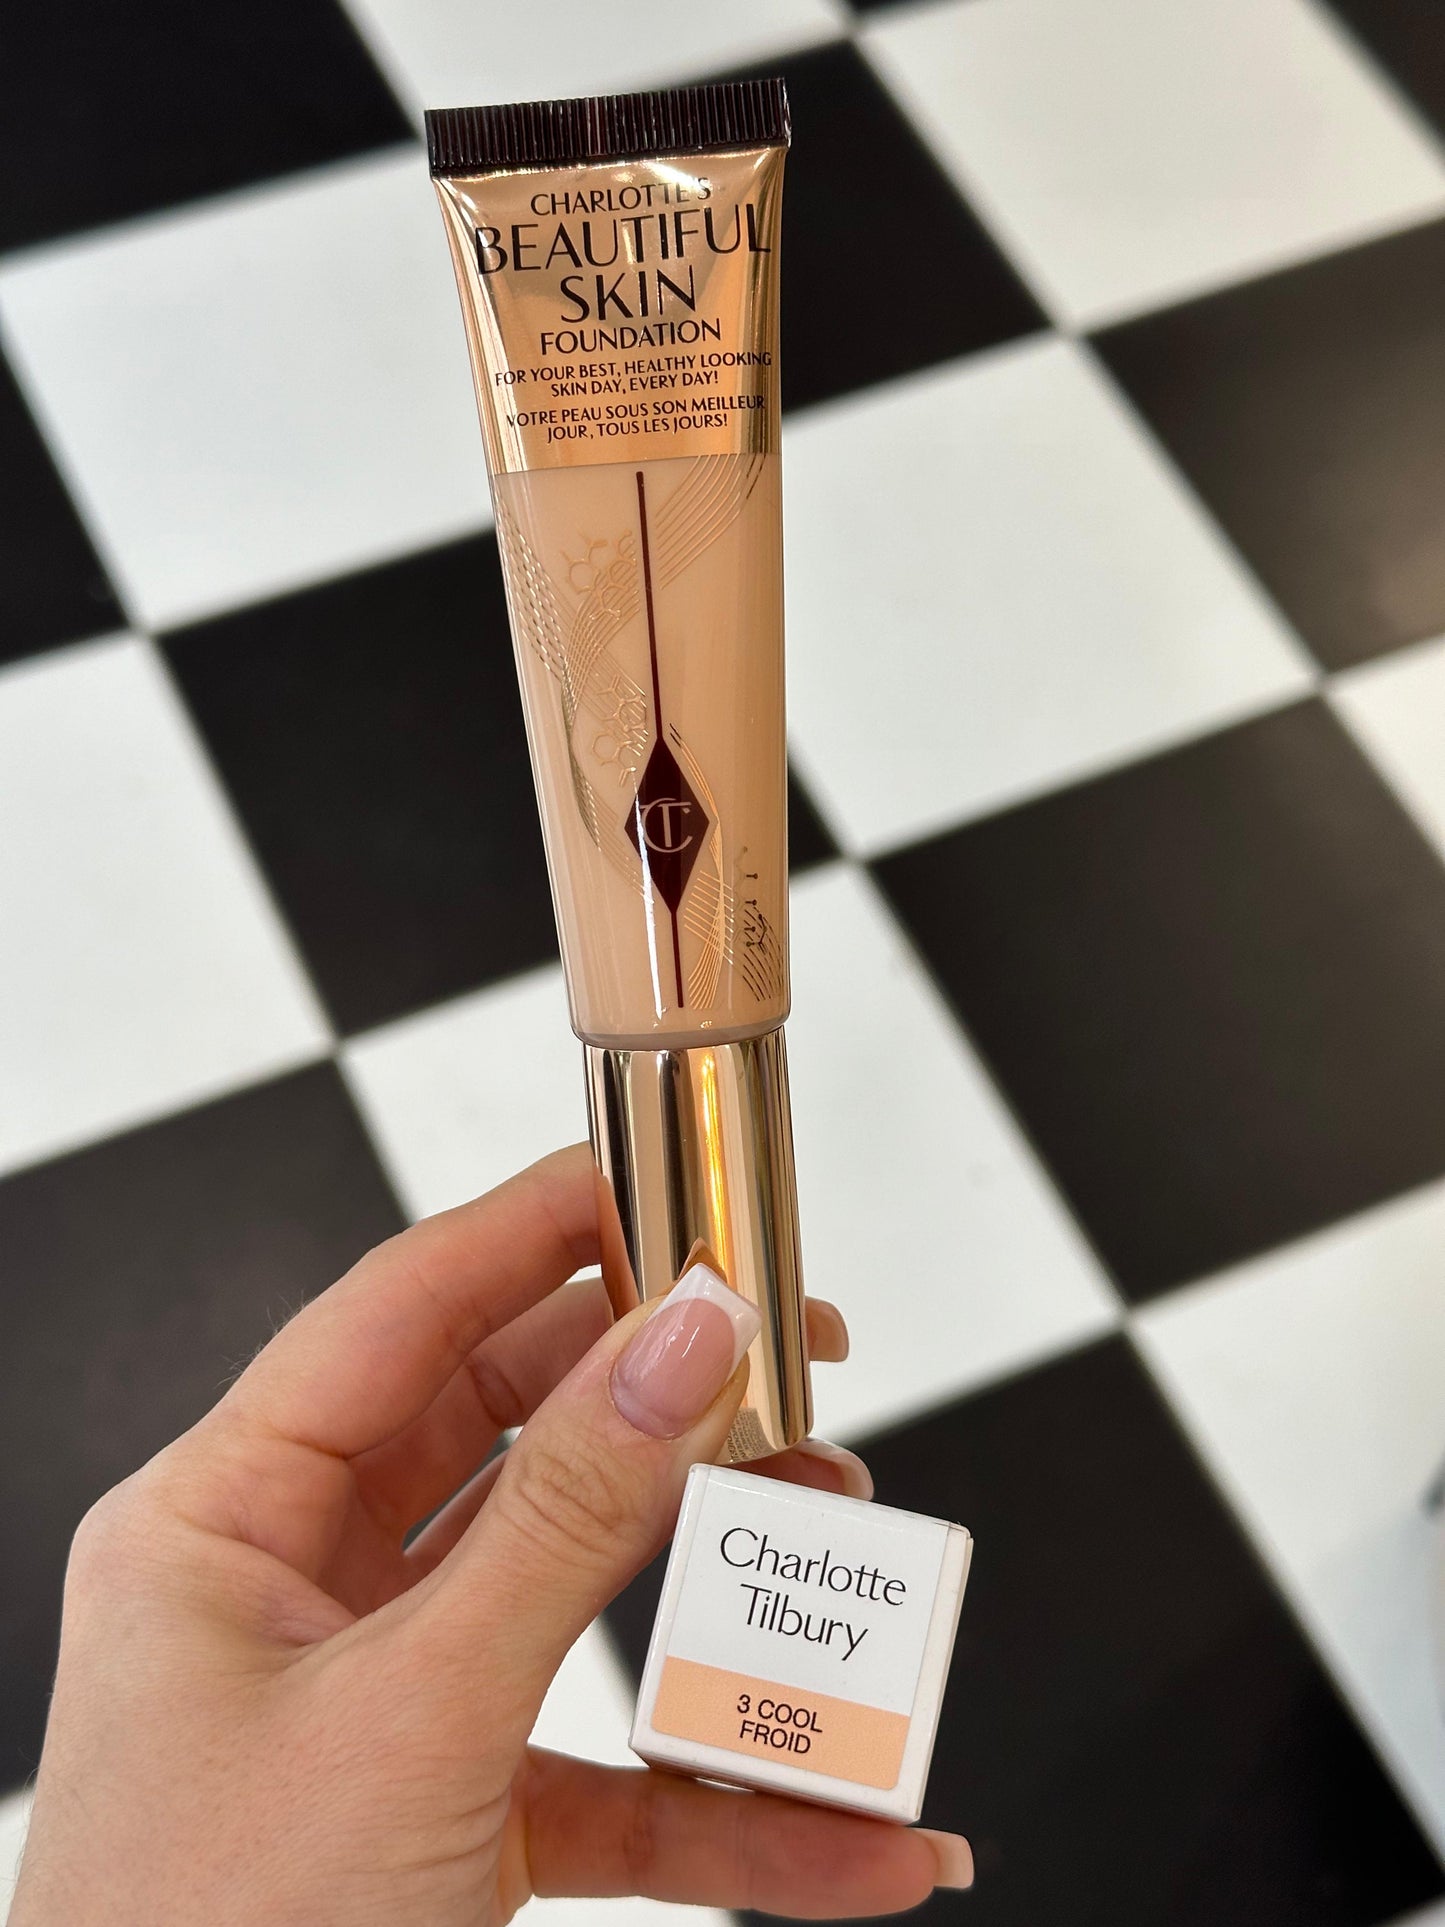 CHARLOTTE'S
BEAUTIFUL
SKIN
FOUNDATION
FOR YOUR BEST, HEALTHY LOOKING
SKIN DAY, EVERY DAY!
VOTRE PEAU SOUS SON MEILLEUR
JOUR, TOUS LES JOURS!
CT
Charlotte
Tilbury
3 COOL
FROID